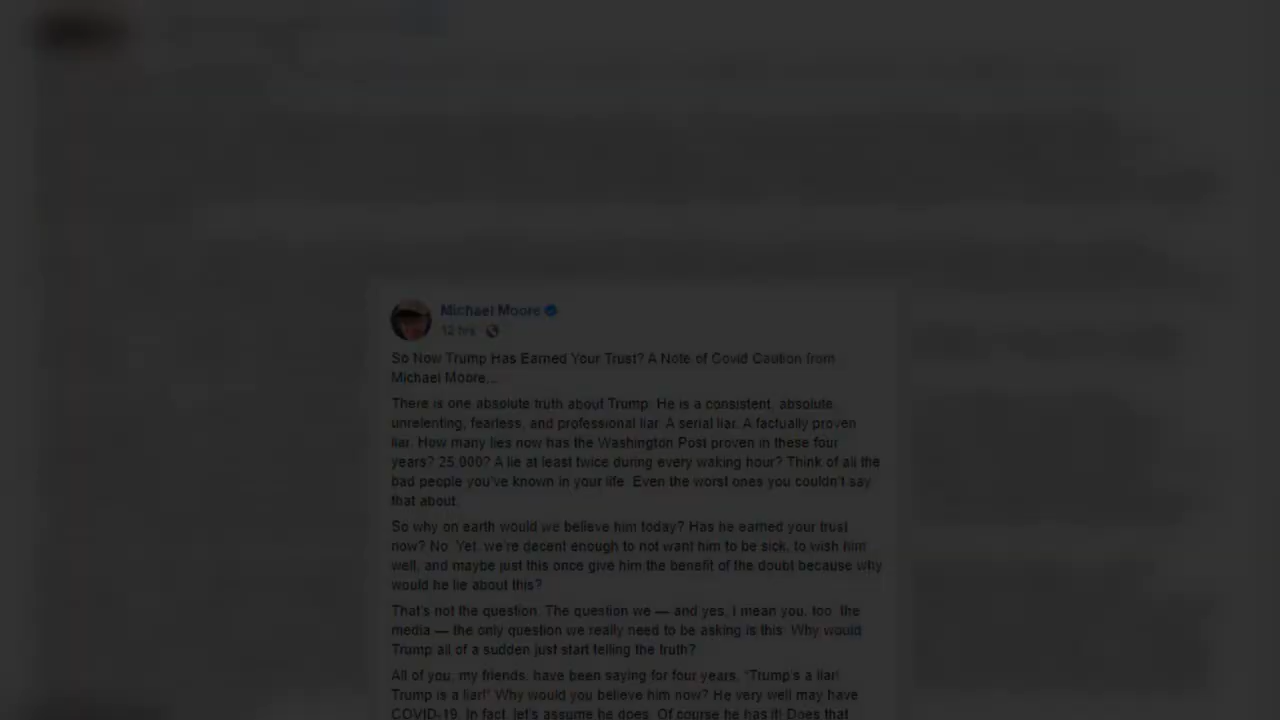 Michael Moore
12 hrs
So Now Trump Has Earned Your Trust? A Note of Covid Caution from
Michael Moore...
There is one absolute truth about Trump. He is a consistent, absolute,
unrelenting, fearless, and professional liar. A serial liar. A factually proven
liar. How many lies now has the Washington Post proven in these four
years? 25,000? A lie at least twice during every waking hour? Think of all the
bad people you've known in your life. Even the worst ones you couldn't say
that about.
So why on earth would we believe him today? Has he earned your trust
now? No. Yet, we're decent enough to not want him to be sick, to wish him
well, and maybe just this once give him the benefit of the doubt because why
would he lie about this?
That's not the question. The question we — and yes, I mean you, too, the
media — the only question we really need to be asking is this: Why would
Trump all of a sudden just start telling the truth?
All of you, my friends, have been saying for four years, "Trump's a liar!
Trump is a liar!" Why would you believe him now? He very well may have
COVID-19. In fact, let's assume he does. Of course he has it! Does that